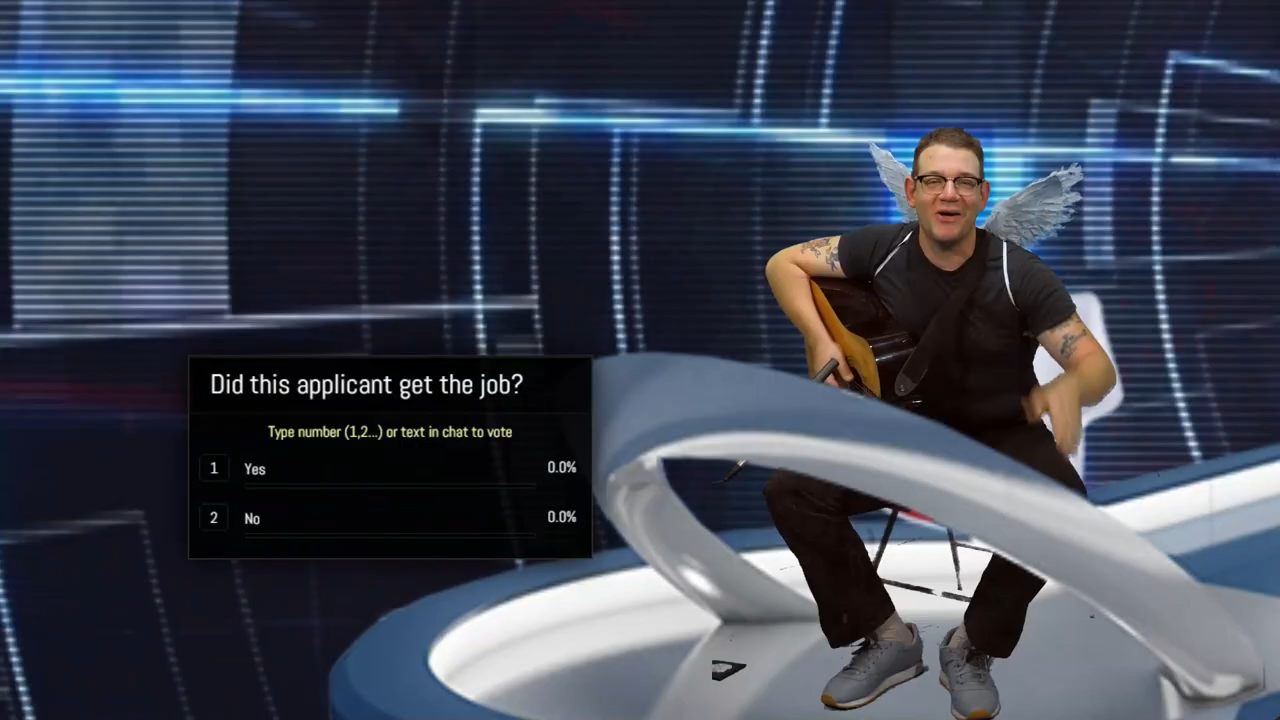 Did this applicant get the job?
Type number (1,2...) or text in chat to vote
1 Yes 0.0%
2 No 0.0%